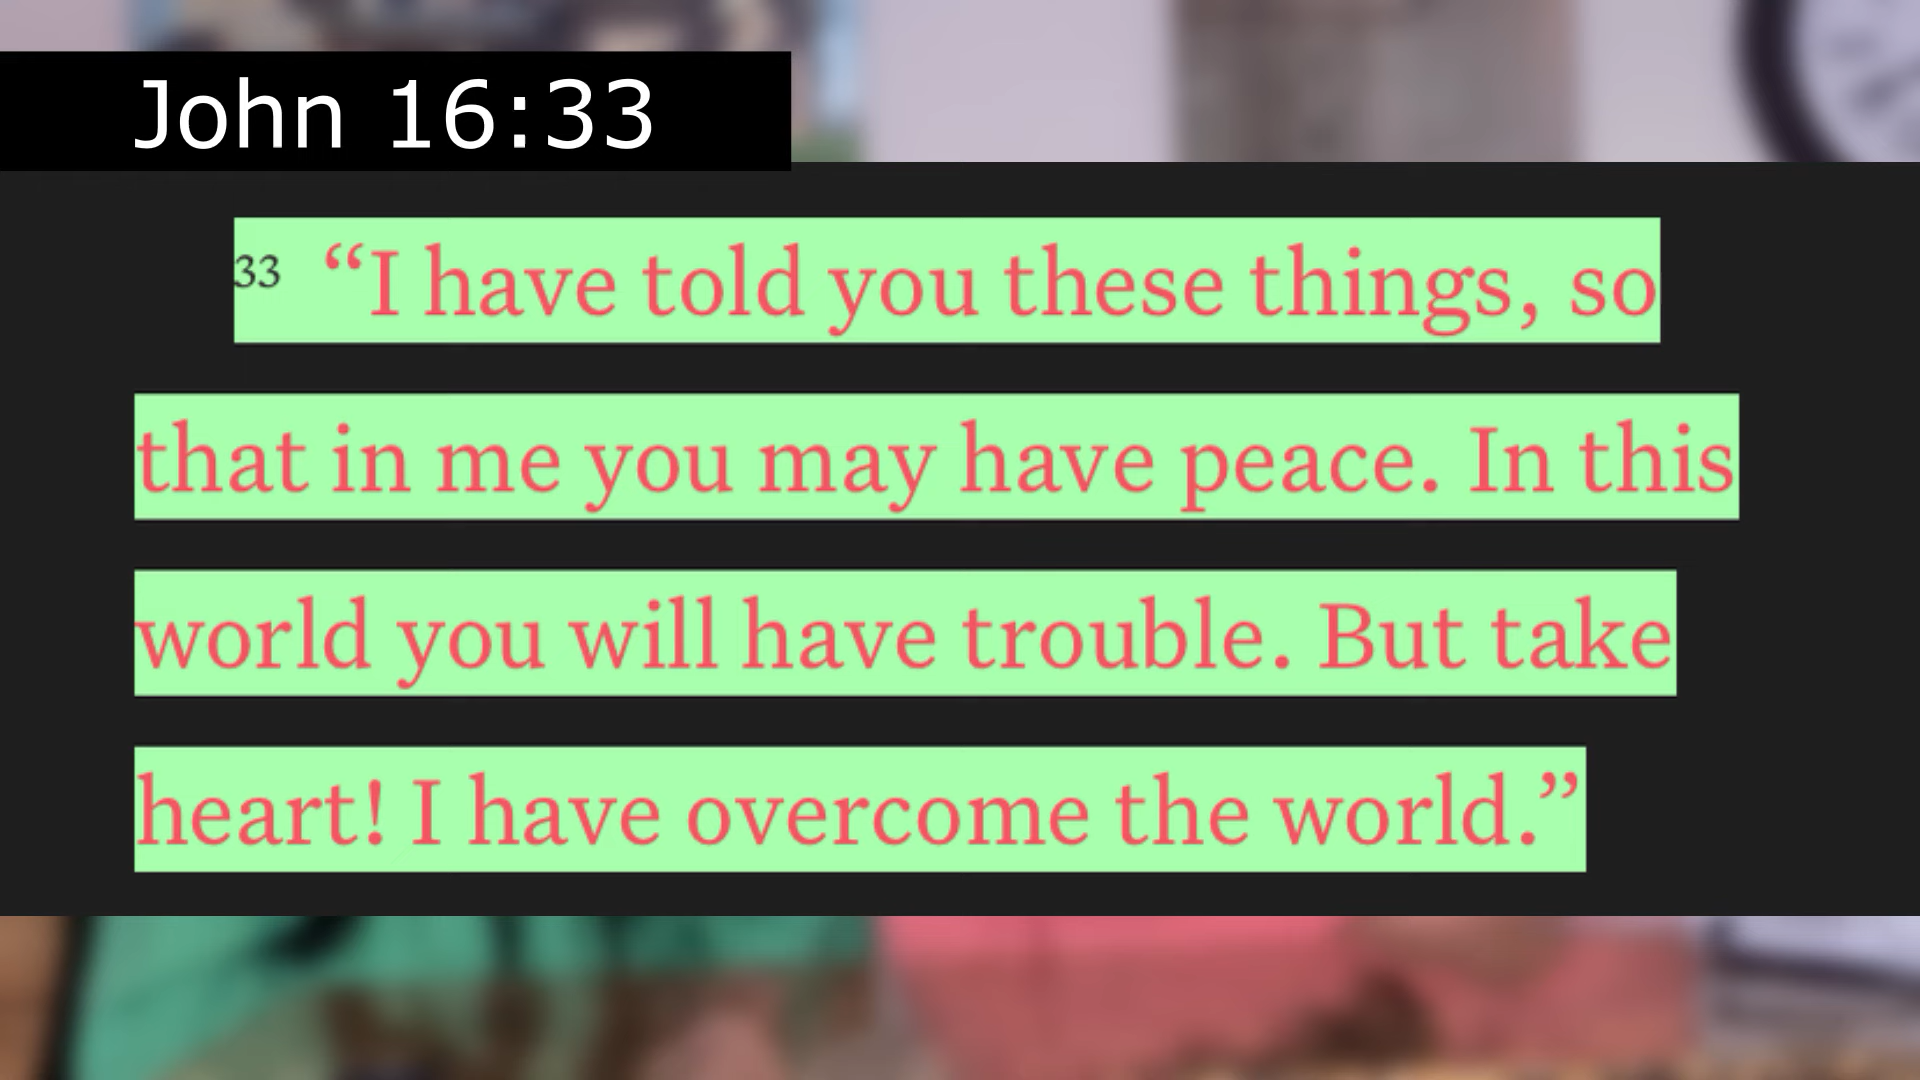 John 16:33
33 “I have told you these things, so
that in me you may have peace. In this
world you will have trouble. But take
heart! I have overcome the world.”